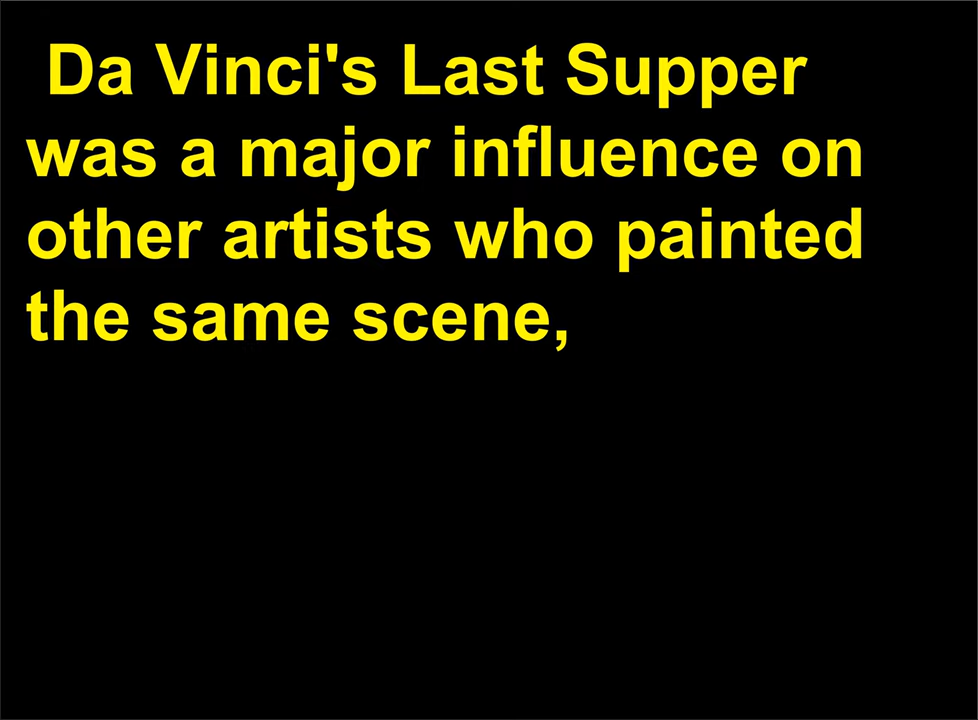 Da Vinci's Last Supper
was a major influence on
other artists who painted
the same scene,